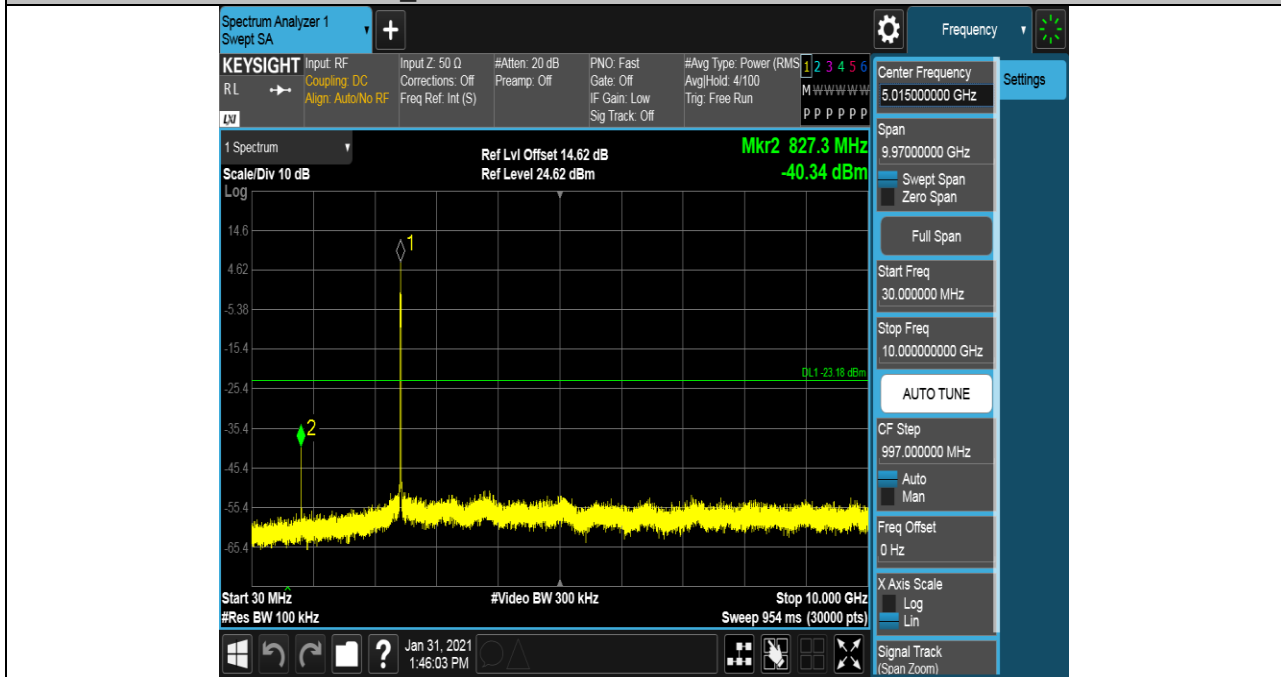 Spectrum Analyzer 1
Swept SA
+
Frequency
KEYSIGHT
RL
LXI
Input: RF
Coupling: DC
Align: Auto/No RF
Input Z: 50 Ω
Corrections: Off
Freq Ref: Int (S)
#Atten: 20 dB
Preamp: Off
PNO: Fast
Gate: Off
IF Gain: Low
Sig Track: Off
#Avg Type: Power (RMS
Avg|Hold: 4/100
Trig: Free Run
1 2 3 4 5 6
M W W W W W
P P P P P P
1 Spectrum
Scale/Div 10 dB
Ref Lvl Offset 14.62 dB
Ref Level 24.62 dBm
Mkr2 827.3 MHz
-40.34 dBm
Log
14.6
4.62
-5.38
-15.4
-25.4
-35.4
-45.4
-55.4
-65.4
1
2
DL1 -23.18 dBm
Start 30 MHz
#Res BW 100 kHz
#Video BW 300 kHz
Stop 10.000 GHz
Sweep 954 ms (30000 pts)
?
Jan 31, 2021
1:46:03 PM
Center Frequency
5.015000000 GHz
Span
9.97000000 GHz
Swept Span
Zero Span
Full Span
Start Freq
30.000000 MHz
Stop Freq
10.000000000 GHz
AUTO TUNE
CF Step
997.000000 MHz
Auto
Man
Freq Offset
0 Hz
X Axis Scale
Log
Lin
Signal Track
(Span Zoom)
Settings